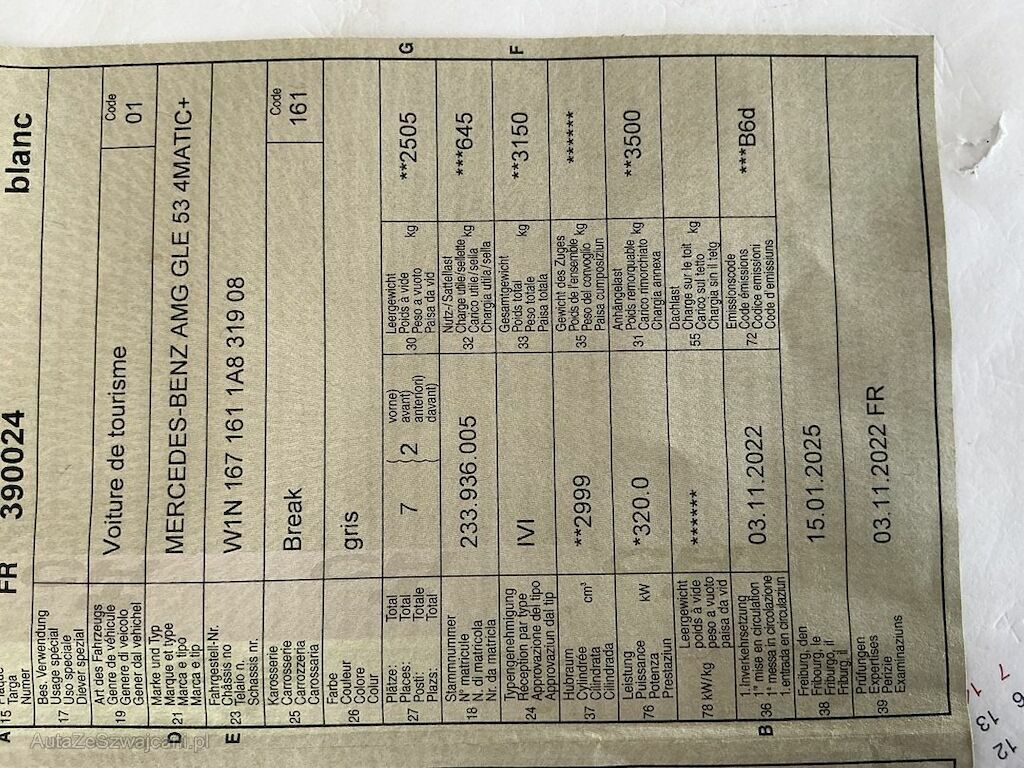 A 15 Targa FR 390024 blanc
Numer
17 Bes. Verwendung
Usage spécial
Uso speciale
Diever spezial
19 Art des Fahrzeugs
Genre de véhicule
Genere di veicolo
Gener dal vehichel
Voiture de tourisme
Code
01
D 21 Marke und Typ
Marque et type
Marca e tipo
Marca e tip
MERCEDES-BENZ AMG GLE 53 4MATIC+
E 23 Fahrgestell-Nr.
Châssis no
Telaio n.
Schassis nr.
W1N 167 161 1A8 319 08
25 Karosserie
Carrosserie
Carrozzeria
Carossaria
Break
Code
161
26 Farbe
Couleur
Colore
Colur
gris
27 Plätze: Total
Places: Total
Posti: Totale
Plazs: Total
7 2
vorne)
avant)
anteriori)
davant)
G
30 Leergewicht
Poids à vide
Peso a vuoto kg
Paisa da vid
**2505
18 Stammnummer
N° matricule
N. di matricola
Nr. da matricla
233.936.005
32 Nutz-/Sattellast
Charge utile/sellette kg
Carico utile/sella
Chargia utila/sella
***645
24 Typengenehmigung
Réception par type
Approvazione del tipo
Approvaziun dal tip
IVI
F
33 Gesamtgewicht
Poids total kg
Peso totale
Paisa totala
**3150
37 Hubraum
Cylindrée cm³
Cilindrata
Cilindrada
**2999
35 Gewicht des Zuges
Poids de l'ensemble kg
Peso del convoglio
Paisa cumposiziun
******
76 Leistung
Puissance kW
Potenza
Prestaziun
*320.0
31 Anhängelast
Poids remorquable kg
Carico rimorchiato
Chargia annexa
**3500
78 kW/kg Leergewicht
poids à vide
peso a vuoto
paisa da vid
******
55 Dachlast
Charge sur le toit kg
Carico sul tetto
Chargia sin il tetg
B 36 1. Inverkehrsetzung
1re mise en circulation
1a messa in circolazione
1. entrada en circulaziun
03.11.2022
72 Emissionscode
Code émissions
Codice emissioni
Code d'emissiuns
***B6d
38 Friburg, den
Friburg, le
Friburgo, il
Friburg, il
15.01.2025
39 Prüfungen
Expertises
Perizie
Examinaziuns
03.11.2022 FR
AutaZeSzwajcarii.pl
12 13 1
6 7